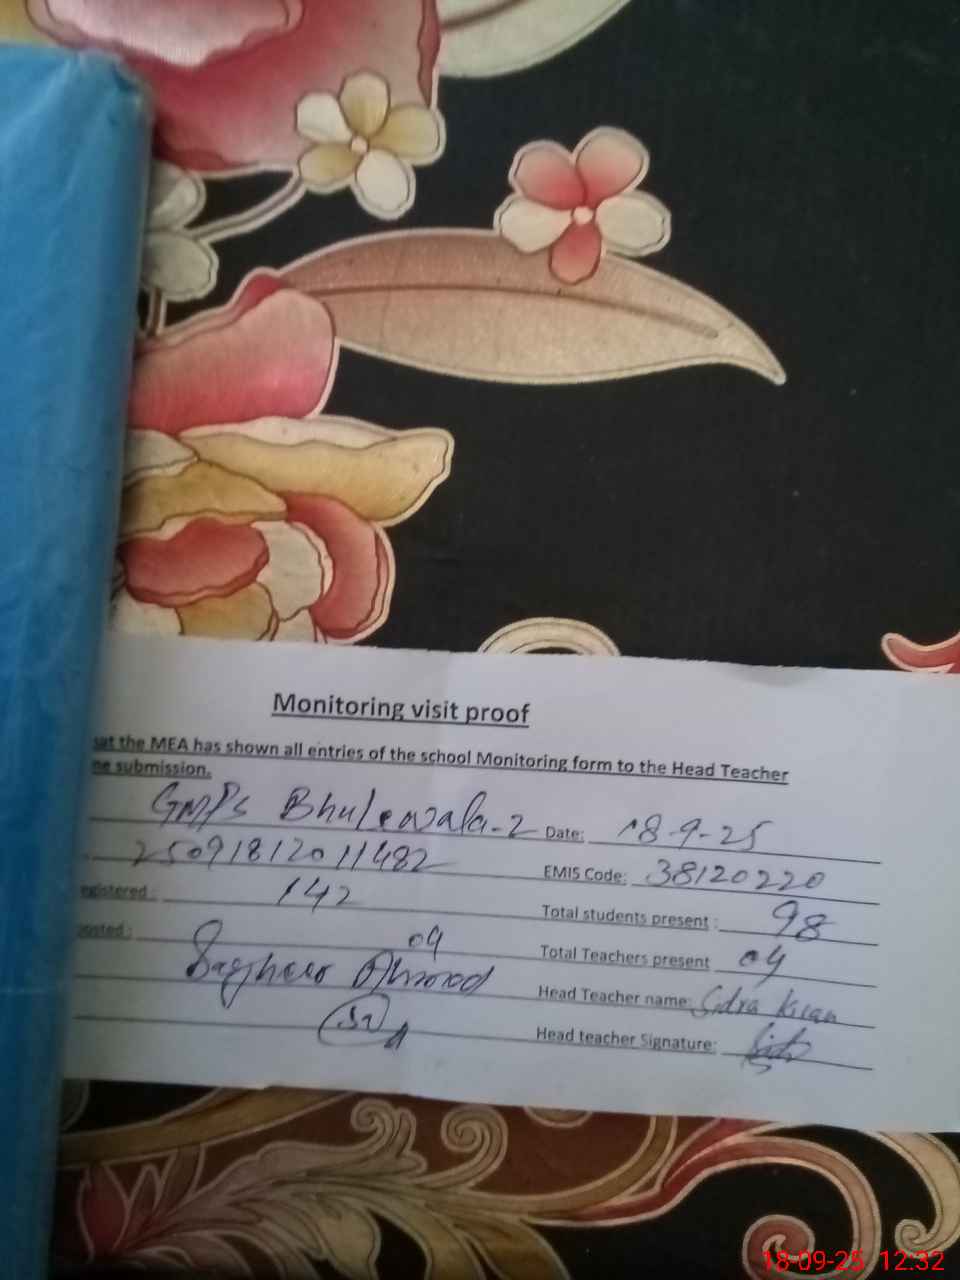 Monitoring visit proof
at the MEA has shown all entries of the school Monitoring form to the Head Teacher
submission.
GMPS Bhulewala-2 Date: 18-9-25
25091812011482 EMIS Code: 38120220
egistered : 142 Total students present : 98
osted : 04 Total Teachers present 04
Sagheer Ahmad Head Teacher name: Sidra Kiran
Head teacher Signature:
18-09-25 12:32